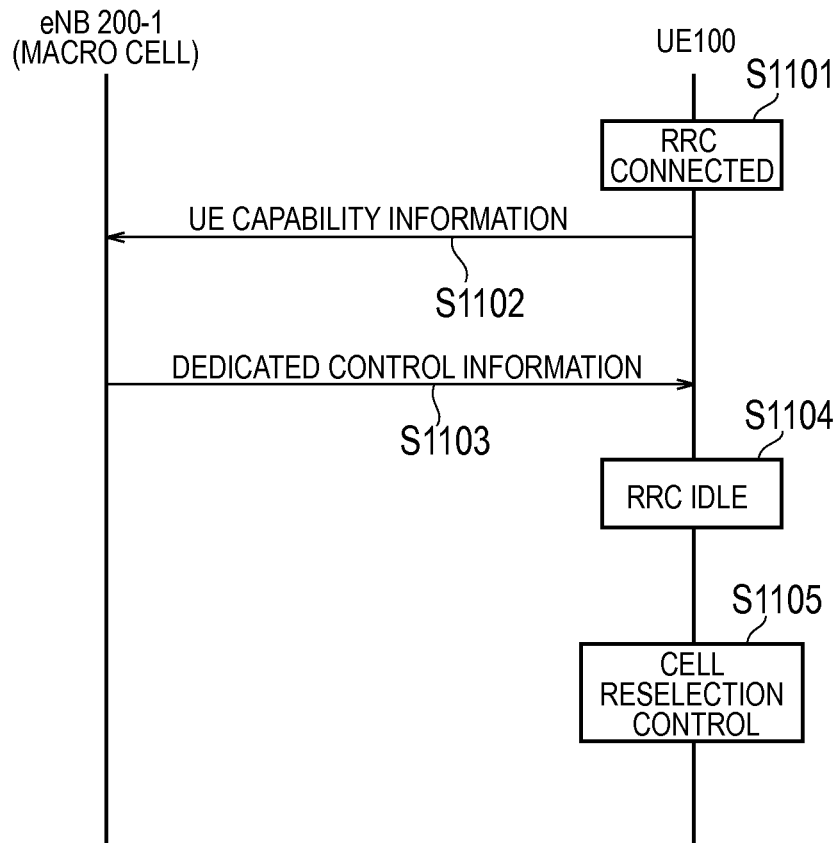 eNB 200-1
(MACRO CELL)
UE100
S1101
RRC
CONNECTED
UE CAPABILITY INFORMATION
S1102
DEDICATED CONTROL INFORMATION
S1103
S1104
RRC IDLE
S1105
CELL
RESELECTION
CONTROL